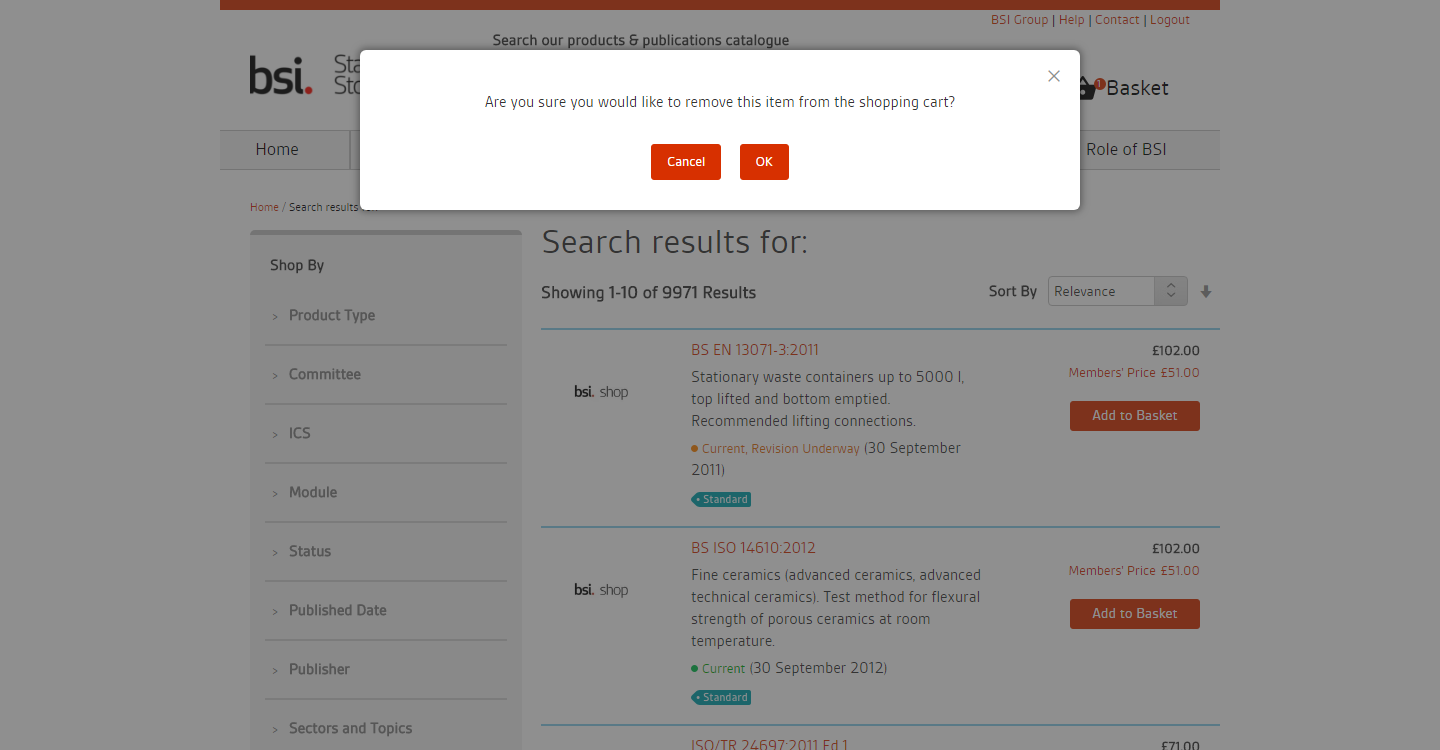 BSI Group | Help | Contact | Logout
Search our products & publications catalogue
bsi.
Are you sure you would like to remove this item from the shopping cart?
1 Basket
Cancel OK
Home
Role of BSI
Home / Search results
Search results for:
Shop By
Showing 1-10 of 9971 Results
Sort By Relevance
Product Type
Committee
ICS
Module
Status
Published Date
Publisher
Sectors and Topics
bsi. shop
BS EN 13071-3:2011
Stationary waste containers up to 5000 l,
top lifted and bottom emptied.
Recommended lifting connections.
Current, Revision Underway (30 September
2011)
Standard
£102.00
Members' Price £51.00
Add to Basket
bsi. shop
BS ISO 14610:2012
Fine ceramics (advanced ceramics, advanced
technical ceramics). Test method for flexural
strength of porous ceramics at room
temperature.
Current (30 September 2012)
Standard
£102.00
Members' Price £51.00
Add to Basket
ISO/TR 24697:2011 Ed 1
£71.00